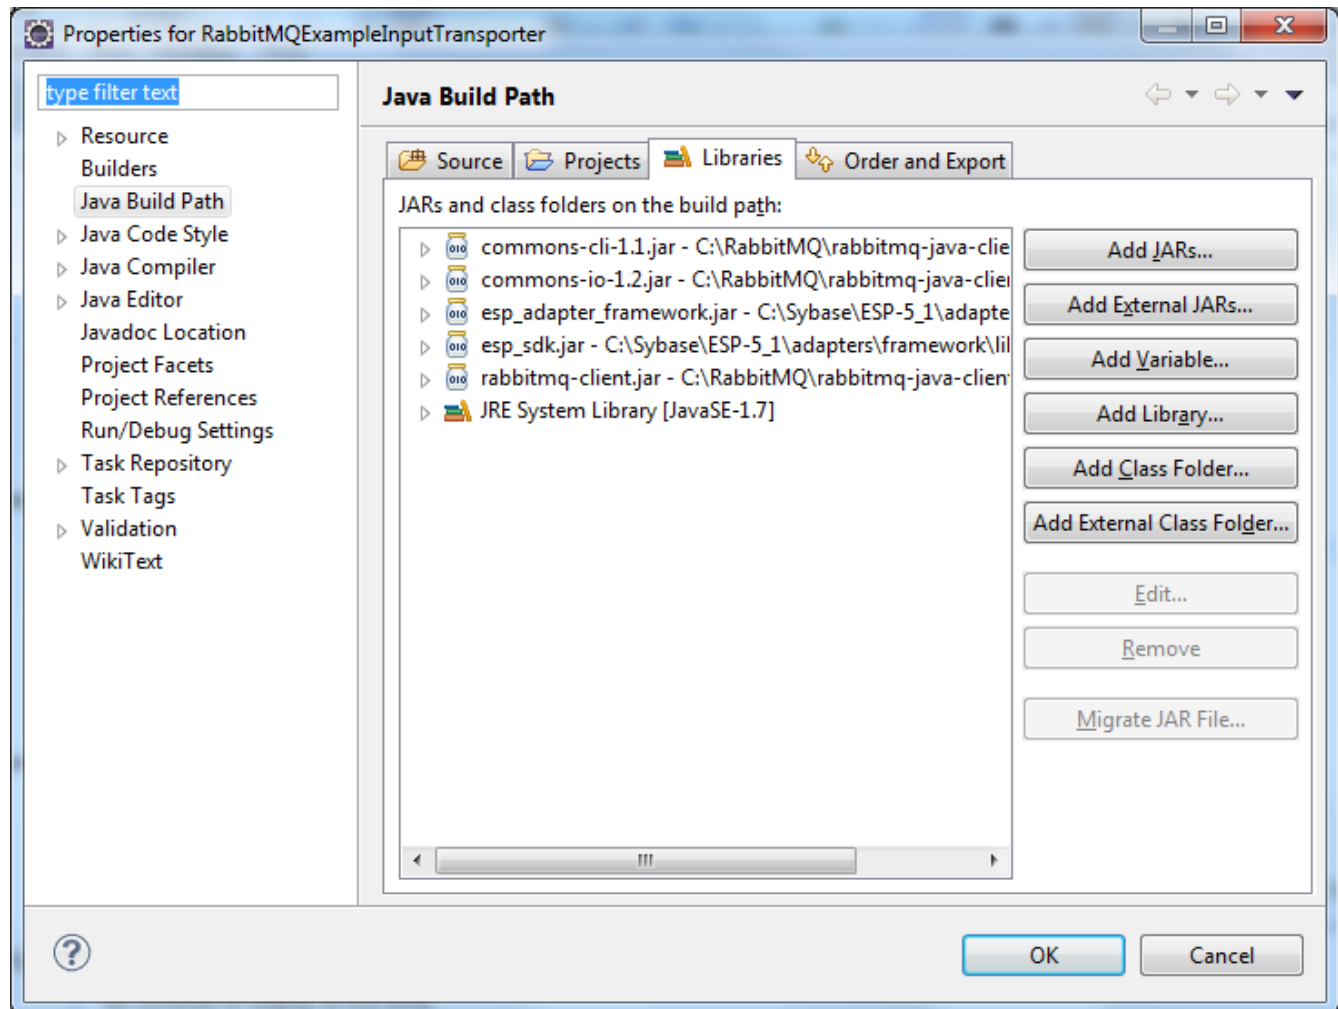 Properties for RabbitMQExampleInputTransporter
type filter text
Resource
Builders
Java Build Path
Java Code Style
Java Compiler
Java Editor
Javadoc Location
Project Facets
Project References
Run/Debug Settings
Task Repository
Task Tags
Validation
WikiText
Java Build Path
Source Projects Libraries Order and Export
JARs and class folders on the build path:
commons-cli-1.1.jar - C:\RabbitMQ\rabbitmq-java-clie
commons-io-1.2.jar - C:\RabbitMQ\rabbitmq-java-clie
esp_adapter_framework.jar - C:\Sybase\ESP-5_1\adapte
esp_sdk.jar - C:\Sybase\ESP-5_1\adapters\framework\li
rabbitmq-client.jar - C:\RabbitMQ\rabbitmq-java-clien
JRE System Library [JavaSE-1.7]
Add JARs...
Add External JARs...
Add Variable...
Add Library...
Add Class Folder...
Add External Class Folder...
Edit...
Remove
Migrate JAR File...
OK Cancel